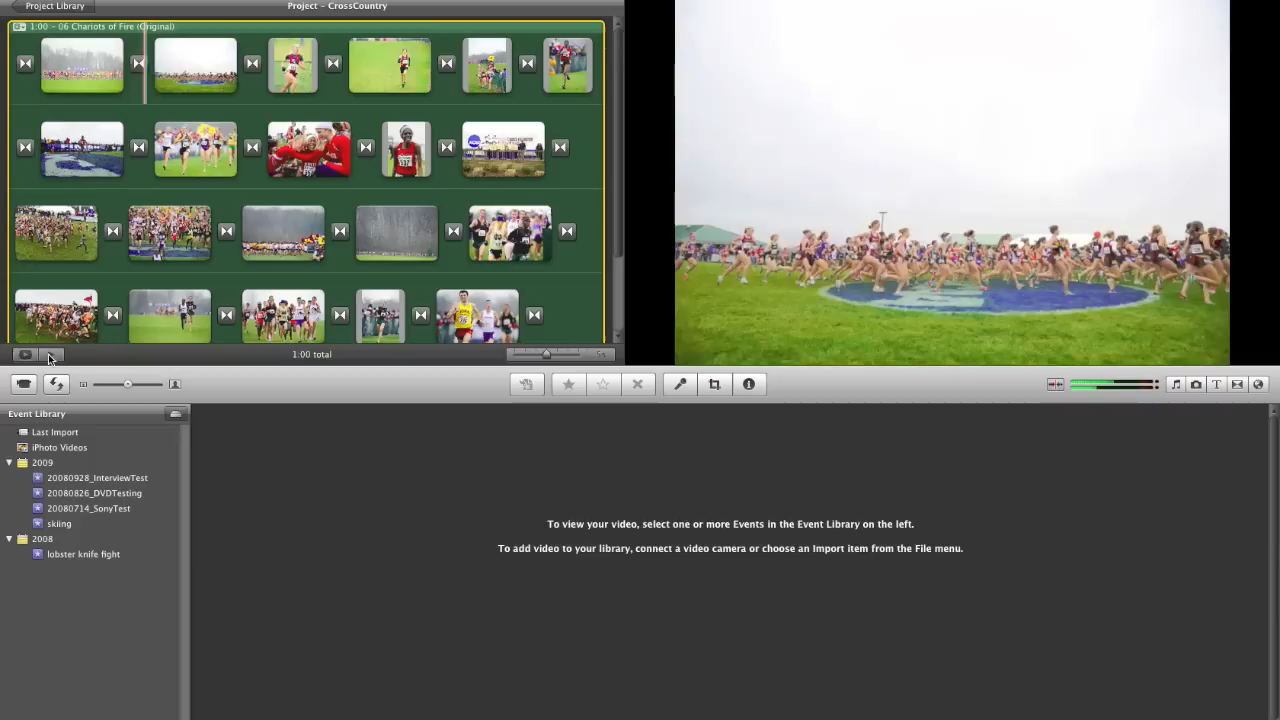 Project Library
Project - CrossCountry
1:00 - 06 Chariots of Fire (Original)
1:00 total
Event Library
Last Import
iPhoto Videos
2009
20080928_InterviewTest
20080826_DVDTesting
20080714_SonyTest
skiing
2008
lobster knife fight
To view your video, select one or more Events in the Event Library on the left.
To add video to your library, connect a video camera or choose an Import item from the File menu.